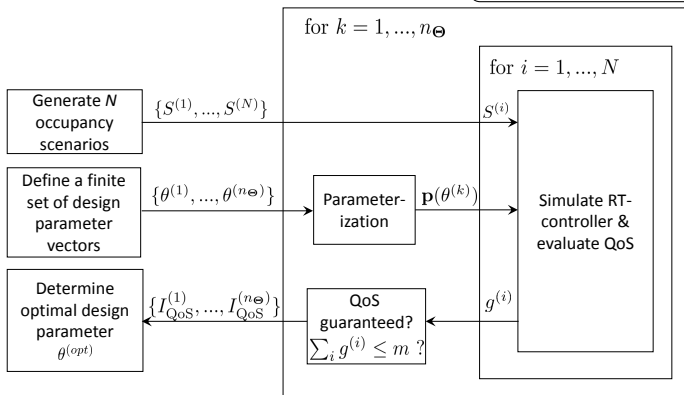 for k = 1, ..., n_Θ
for i = 1, ..., N
Generate N
occupancy
scenarios
{S^(1), ..., S^(N)}
S^(i)
Define a finite
set of design
parameter
vectors
{θ^(1), ..., θ^(n_Θ)}
Parameter-
ization
p(θ^(k))
Simulate RT-
controller &
evaluate QoS
Determine
optimal design
parameter
θ^(opt)
{I_QoS^(1), ..., I_QoS^(n_Θ)}
QoS
guaranteed?
∑_i g^(i) ≤ m ?
g^(i)